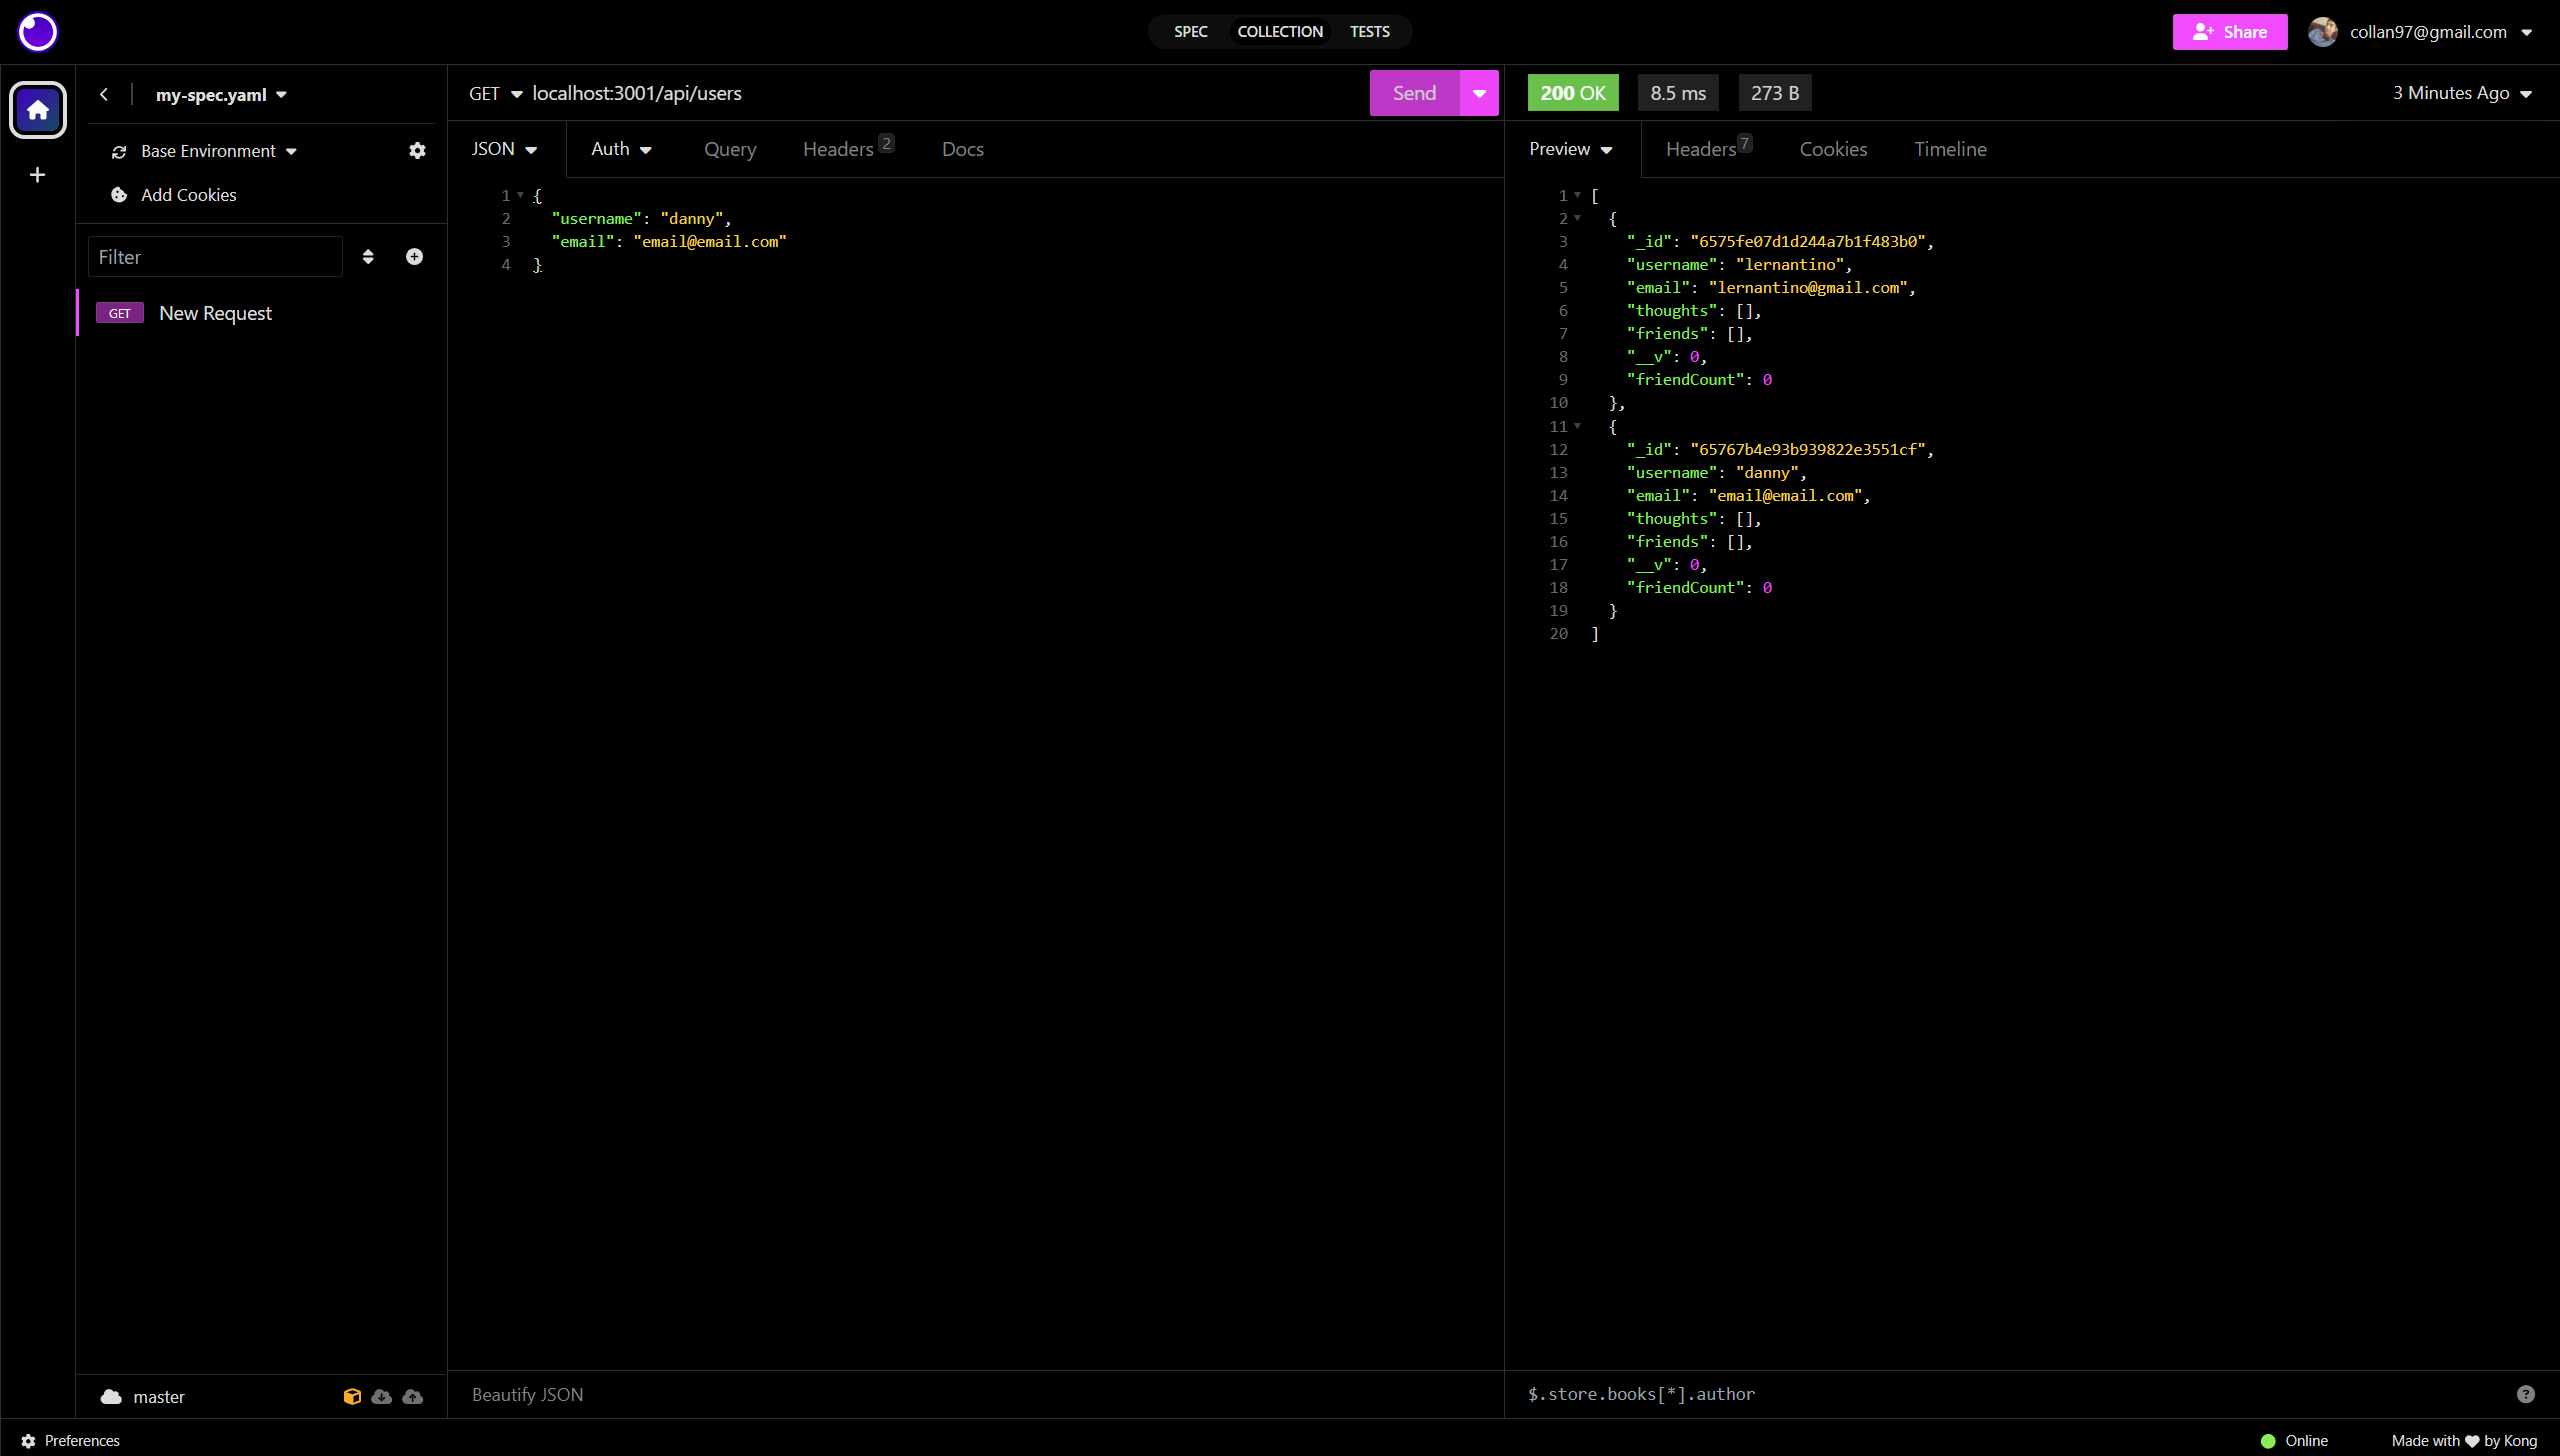 SPEC COLLECTION TESTS
Share
collan97@gmail.com
my-spec.yaml
Base Environment
Add Cookies
Filter
GET New Request
master
Preferences
GET localhost:3001/api/users
Send
JSON Auth Query Headers 2 Docs
1 {
2 "username": "danny",
3 "email": "email@email.com"
4 }
Beautify JSON
200 OK 8.5 ms 273 B
3 Minutes Ago
Preview Headers 7 Cookies Timeline
1 [
2 {
3 "_id": "6575fe07d1d244a7b1f483b0",
4 "username": "lernantino",
5 "email": "lernantino@gmail.com",
6 "thoughts": [],
7 "friends": [],
8 "__v": 0,
9 "friendCount": 0
10 },
11 {
12 "_id": "65767b4e93b939822e3551cf",
13 "username": "danny",
14 "email": "email@email.com",
15 "thoughts": [],
16 "friends": [],
17 "__v": 0,
18 "friendCount": 0
19 }
20 ]
$.store.books[*].author
?
Online
Made with ♥ by Kong